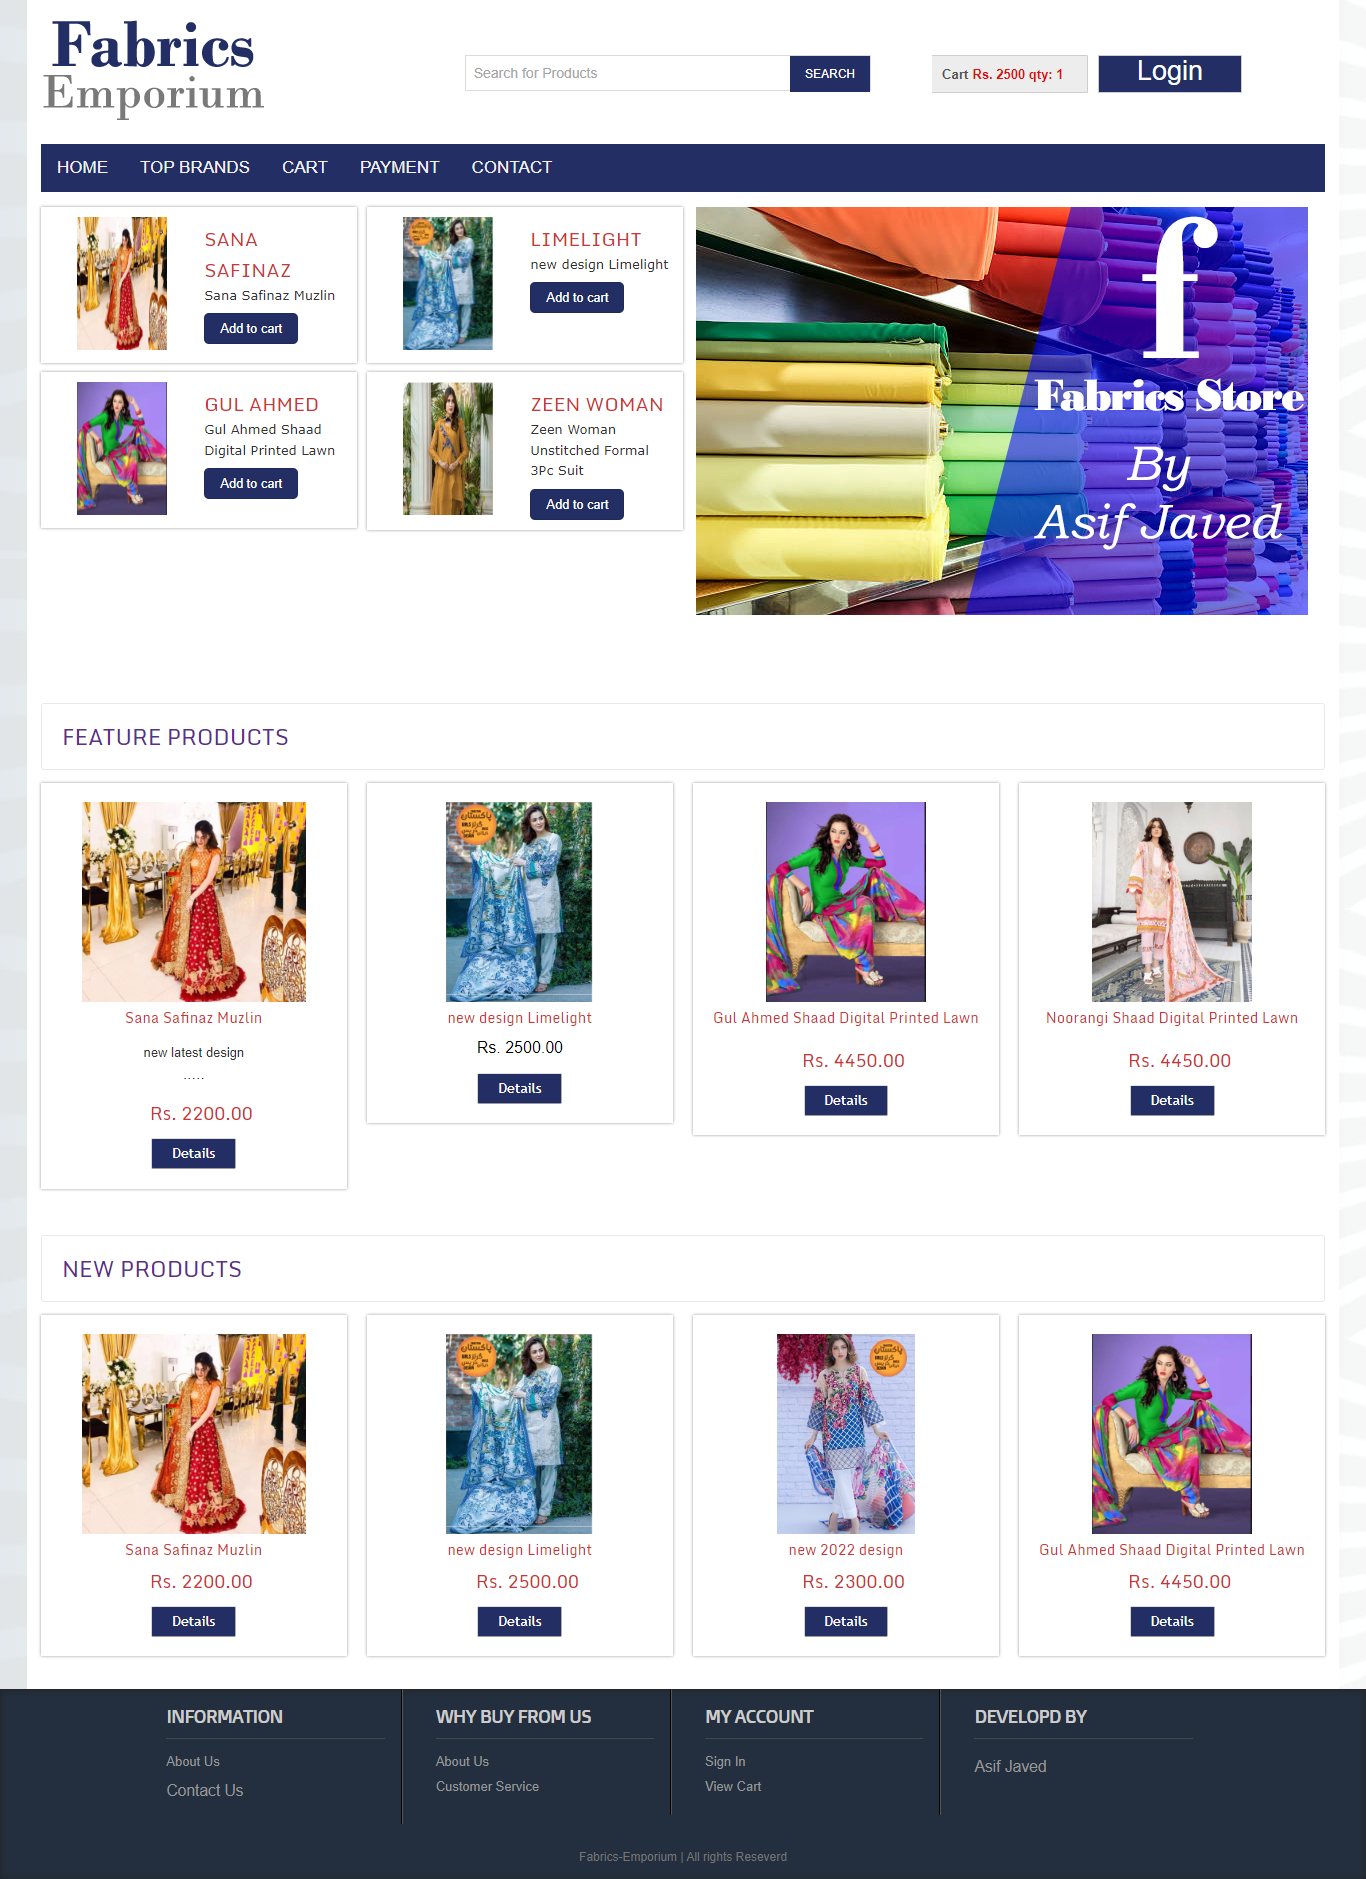 Fabrics
Emporium
Search for Products
SEARCH
Cart Rs. 2500 qty: 1
Login
HOME
TOP BRANDS
CART
PAYMENT
CONTACT
SANA
SAFINAZ
Sana Safinaz Muzlin
Add to cart
LIMELIGHT
new design Limelight
Add to cart
GUL AHMED
Gul Ahmed Shaad
Digital Printed Lawn
Add to cart
ZEEN WOMAN
Zeen Woman
Unstitched Formal
3Pc Suit
Add to cart
f
Fabrics Store
By
Asif Javed
FEATURE PRODUCTS
Sana Safinaz Muzlin
new latest design
.....
Rs. 2200.00
Details
new design Limelight
Rs. 2500.00
Details
Gul Ahmed Shaad Digital Printed Lawn
Rs. 4450.00
Details
Noorangi Shaad Digital Printed Lawn
Rs. 4450.00
Details
NEW PRODUCTS
Sana Safinaz Muzlin
Rs. 2200.00
Details
new design Limelight
Rs. 2500.00
Details
new 2022 design
Rs. 2300.00
Details
Gul Ahmed Shaad Digital Printed Lawn
Rs. 4450.00
Details
INFORMATION
About Us
Contact Us
WHY BUY FROM US
About Us
Customer Service
MY ACCOUNT
Sign In
View Cart
DEVELOPD BY
Asif Javed
Fabrics-Emporium | All rights Reseverd